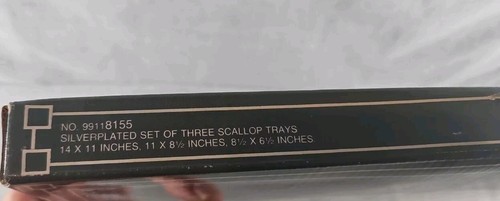 NO. 99118155
SILVERPLATED SET OF THREE SCALLOP TRAYS
14 X 11 INCHES, 11 X 8½ INCHES, 8½ X 6½ INCHES